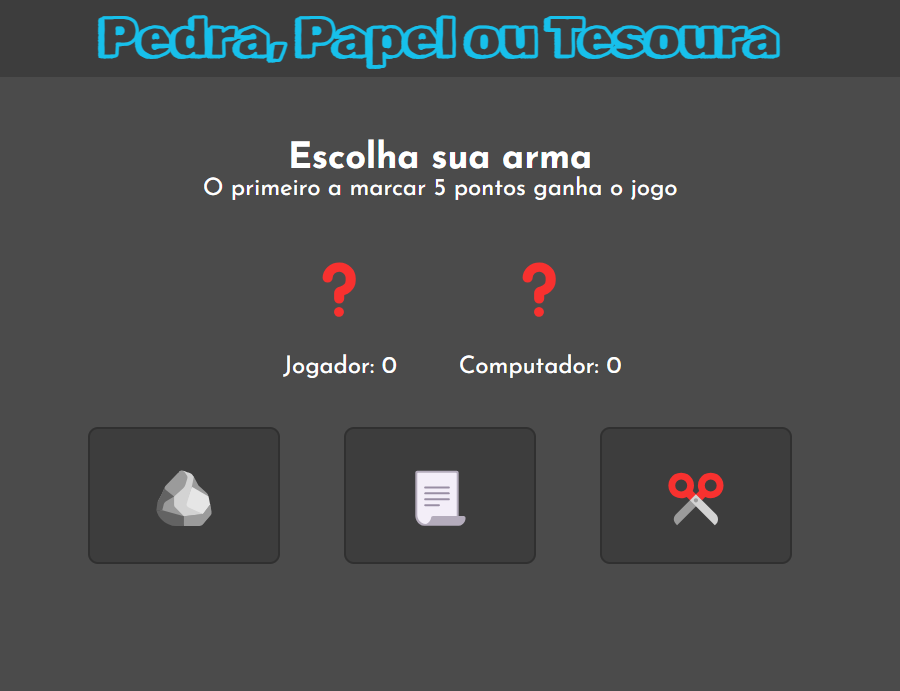 Pedra, Papel ou Tesoura
Escolha sua arma
O primeiro a marcar 5 pontos ganha o jogo
Jogador: 0
Computador: 0